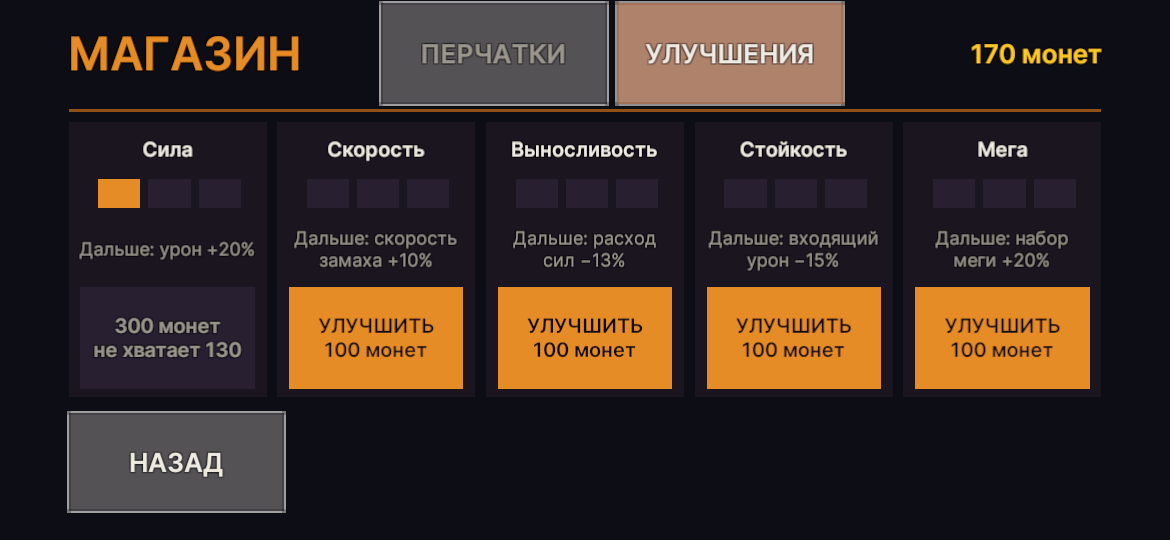 МАГАЗИН
ПЕРЧАТКИ
УЛУЧШЕНИЯ
170 монет
Сила
Дальше: урон +20%
300 монет
не хватает 130
Скорость
Дальше: скорость
замаха +10%
УЛУЧШИТЬ
100 монет
Выносливость
Дальше: расход
сил −13%
УЛУЧШИТЬ
100 монет
Стойкость
Дальше: входящий
урон −15%
УЛУЧШИТЬ
100 монет
Мега
Дальше: набор
меги +20%
УЛУЧШИТЬ
100 монет
НАЗАД